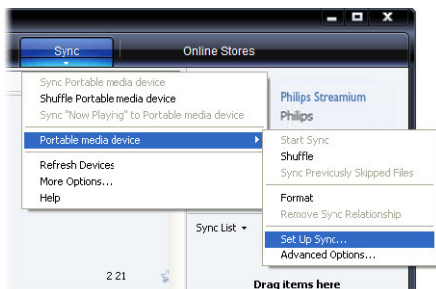 Sync
Online Stores
Sync Portable media device
Shuffle Portable media device
Sync "Now Playing" to Portable media device
Portable media device
Refresh Devices
More Options...
Help
Philips Streamium
Philips
Start Sync
Shuffle
Sync Previously Skipped Files
Format
Remove Sync Relationship
Set Up Sync...
Advanced Options...
Sync List
2 21
Drag items here